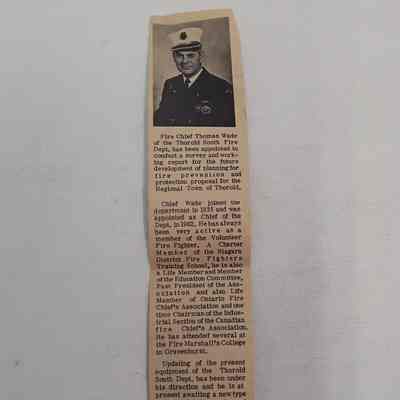 Fire Chief Thomas Wade
of the Thorold South Fire
Dept, has been appointed to
conduct a survey and work-
ing report for the future
development of planning for
fire prevention and
protection proposal for the
Regional Town of Thorold.
Chief Wade joined the
department in 1935 and was
appointed as Chief of the
Dept, in 1962. He has always
been very active as a
member of the Volunteer
Fire Fighter. A Charter
Member of the Niagara
District Fire Fighters
Training School, he is also
a Life Member and Member
of the Education Committee,
Past President of the Ass-
ociation and also Life
Member of Ontario Fire
Chief's Association and one
time Chairman of the Indus-
trial Section of the Canadian
fire Chief's Association.
He has attended several at
the Fire Marshall's College
in Gravenhurst.
Updating of the present
equipment of the Thorold
South Dept, has been under
his direction and he is at
present awaiting a new type